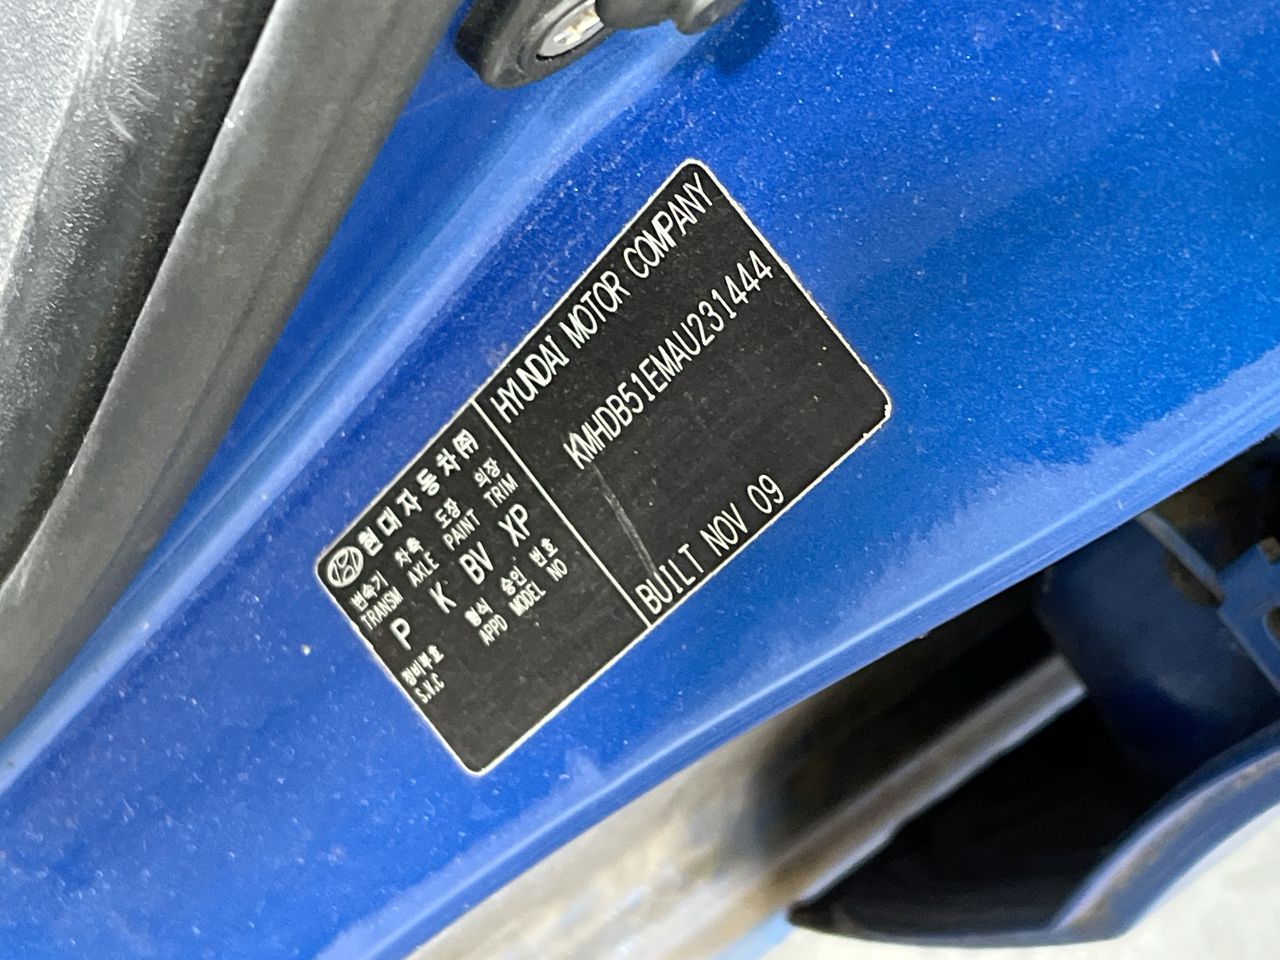 현대자동차㈜
변속기 차축 도장 의장
TRANSM AXLE PAINT TRIM
P K BV XP
정비부호 형식 승인 번호
S.V.C APPD MODEL NO
HYUNDAI MOTOR COMPANY
KMHDB51EMAU231444
BUILT NOV 09